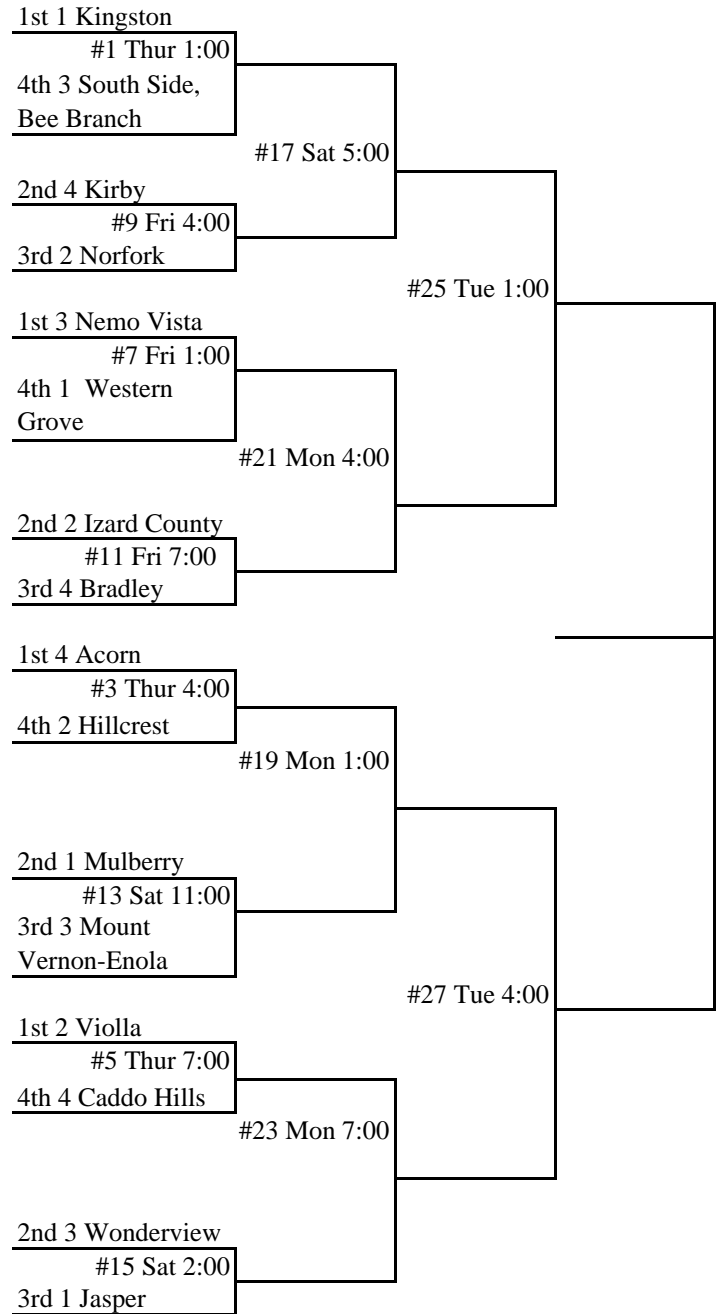 1st 1 Kingston
#1 Thur 1:00
4th 3 South Side,
Bee Branch
#17 Sat 5:00
2nd 4 Kirby
#9 Fri 4:00
3rd 2 Norfork
#25 Tue 1:00
1st 3 Nemo Vista
#7 Fri 1:00
4th 1 Western
Grove
#21 Mon 4:00
2nd 2 Izard County
#11 Fri 7:00
3rd 4 Bradley
1st 4 Acorn
#3 Thur 4:00
4th 2 Hillcrest
#19 Mon 1:00
2nd 1 Mulberry
#13 Sat 11:00
3rd 3 Mount
Vernon-Enola
#27 Tue 4:00
1st 2 Violla
#5 Thur 7:00
4th 4 Caddo Hills
#23 Mon 7:00
2nd 3 Wonderview
#15 Sat 2:00
3rd 1 Jasper